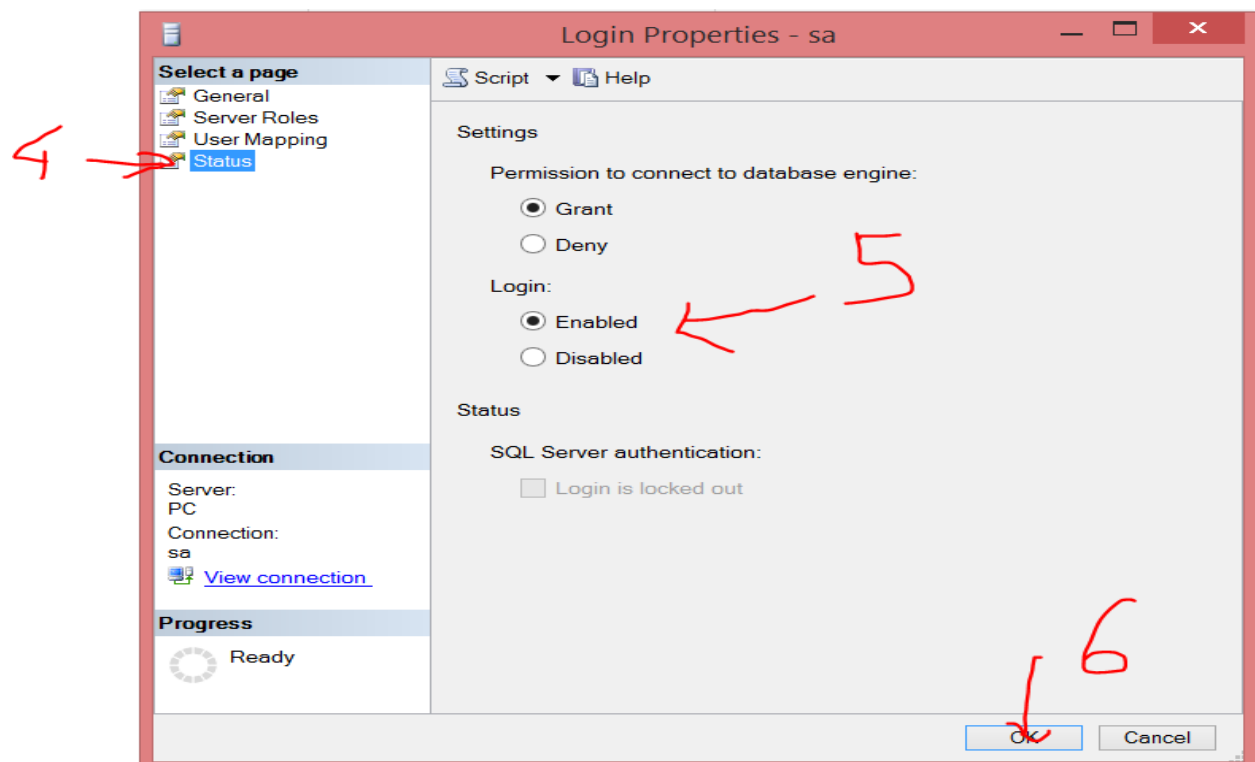 Login Properties - sa
Select a page
General
Server Roles
User Mapping
Status
4
Script Help
Settings
Permission to connect to database engine:
Grant
Deny
Login:
Enabled
5
Disabled
Status
SQL Server authentication:
Login is locked out
Connection
Server:
PC
Connection:
sa
View connection
Progress
Ready
6
OK Cancel